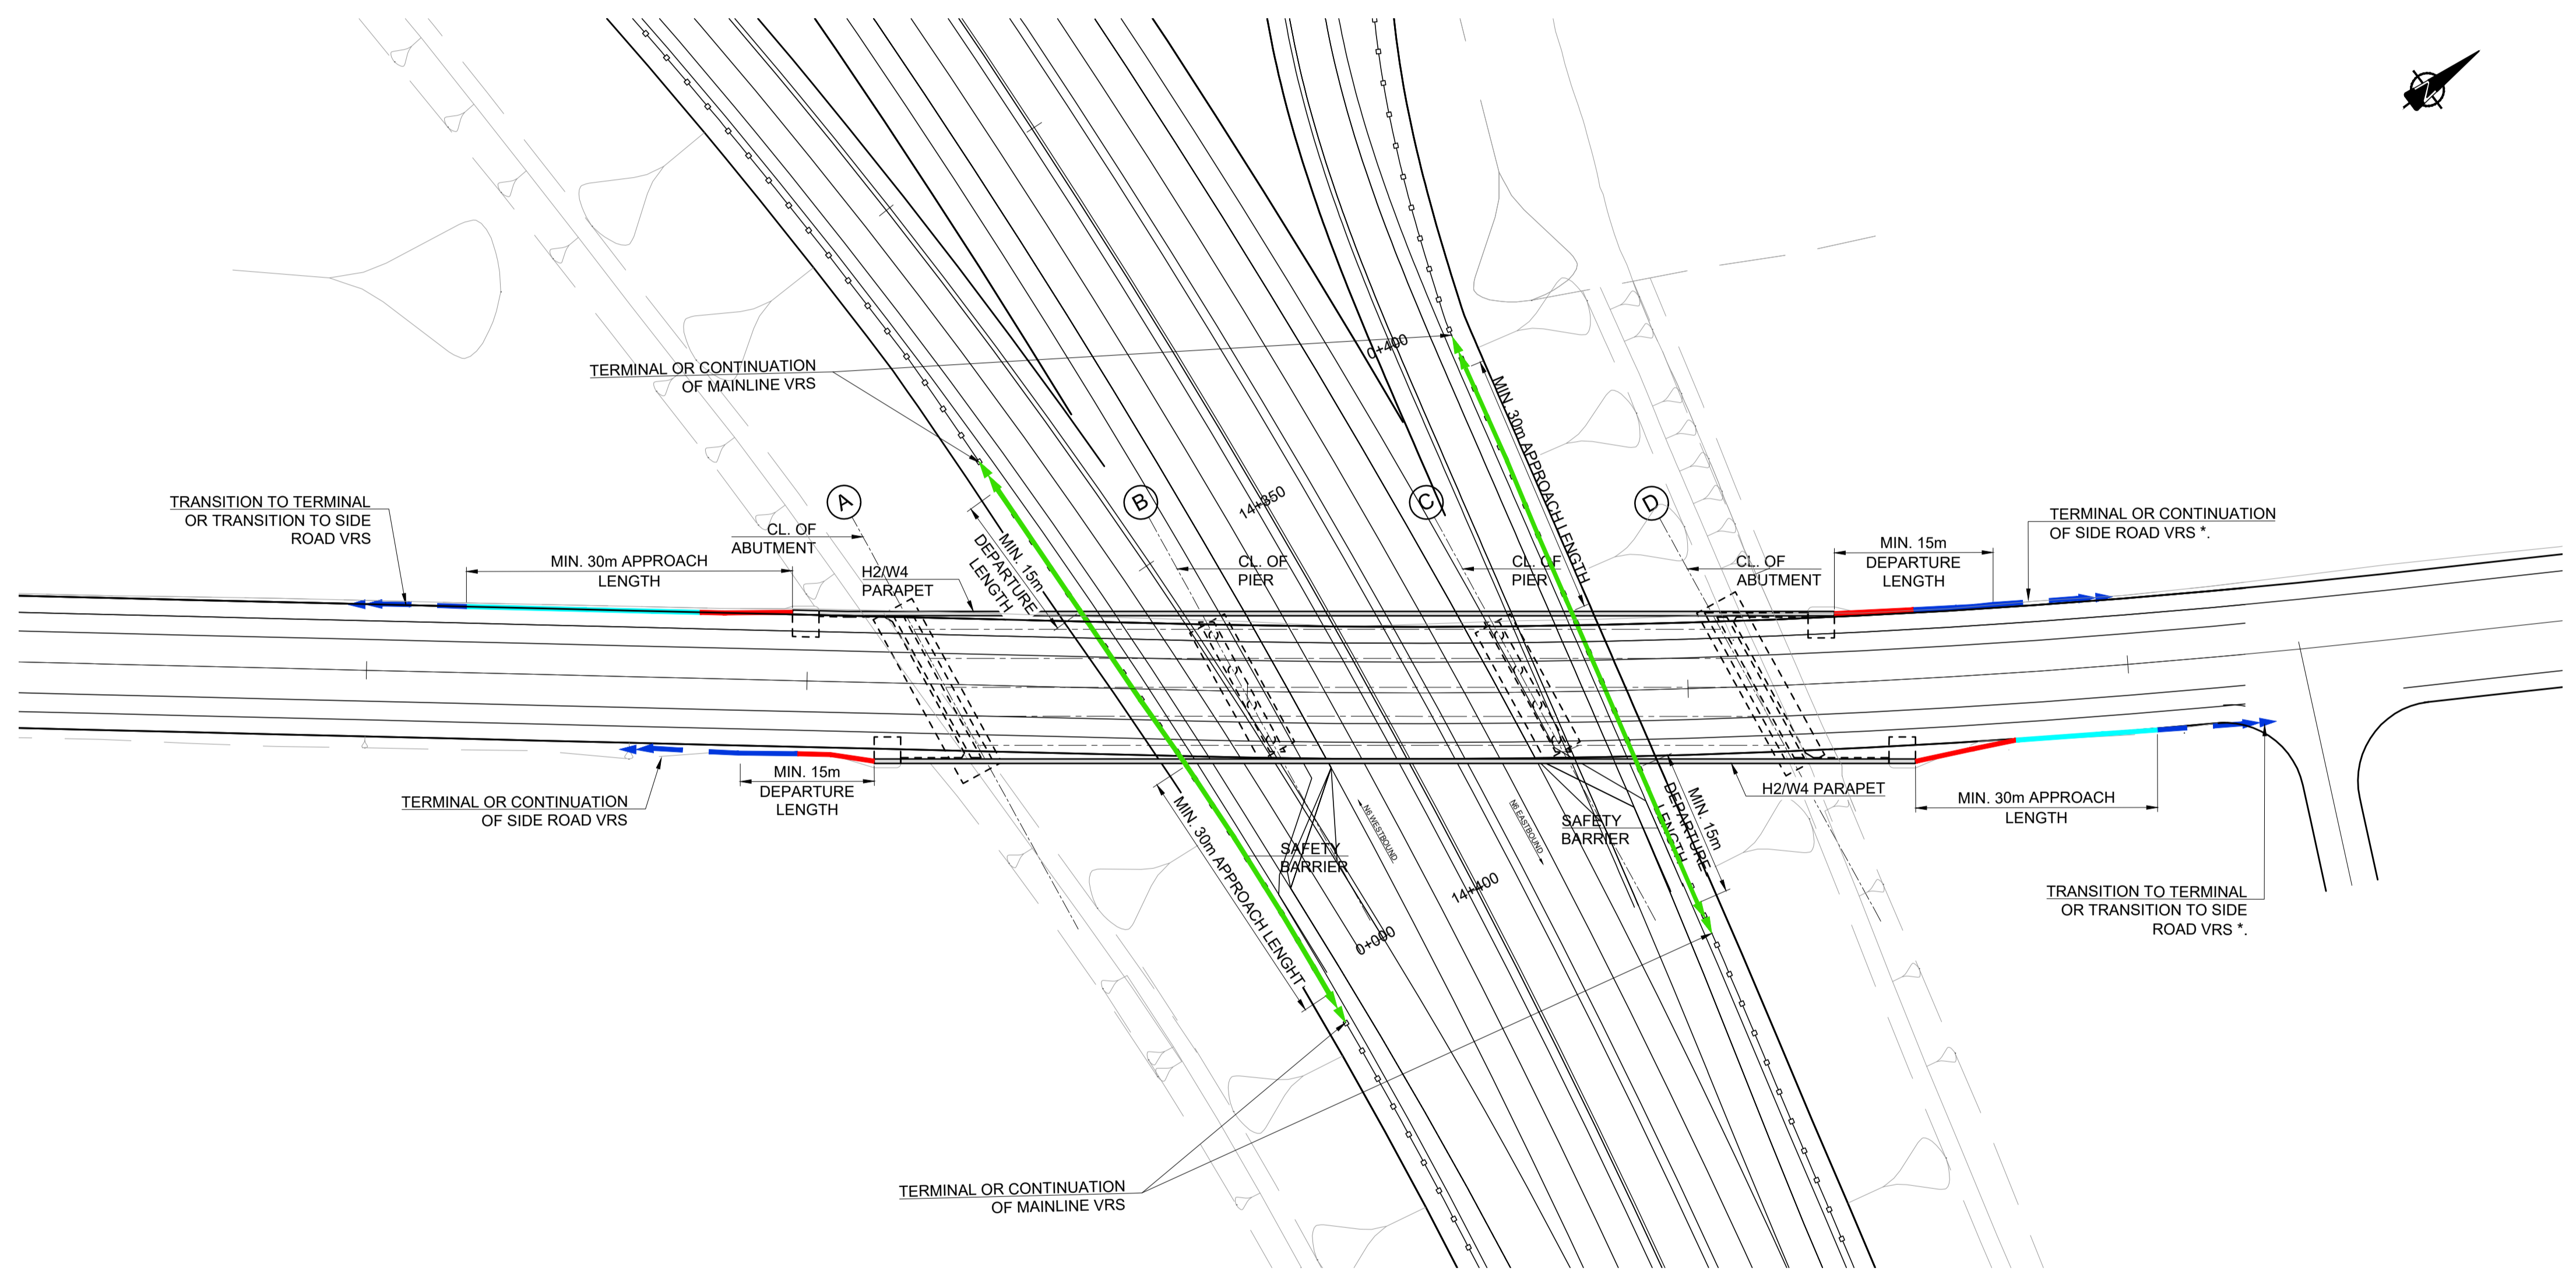 0+400
TERMINAL OR CONTINUATION
OF MAINLINE VRS
MIN. 30m APPROACH LENGTH
TRANSITION TO TERMINAL
OR TRANSITION TO SIDE
ROAD VRS
A
B
C
D
14+350
CL. OF
ABUTMENT
MIN. 15m
DEPARTURE
LENGTH
TERMINAL OR CONTINUATION
OF SIDE ROAD VRS *.
MIN. 15m
DEPARTURE
LENGTH
MIN. 30m APPROACH
LENGTH
H2/W4
PARAPET
CL. OF
PIER
CL. OF
PIER
CL. OF
ABUTMENT
MIN. 15m
DEPARTURE
LENGTH
TERMINAL OR CONTINUATION
OF SIDE ROAD VRS
MIN. 30m APPROACH LENGHT
SAFETY
BARRIER
N6 WESTBOUND
N6 EASTBOUND
SAFETY
BARRIER
MIN. 15m
DEPARTURE
LENGTH
H2/W4 PARAPET
MIN. 30m APPROACH
LENGTH
14+400
0+000
TRANSITION TO TERMINAL
OR TRANSITION TO SIDE
ROAD VRS *.
TERMINAL OR CONTINUATION
OF MAINLINE VRS